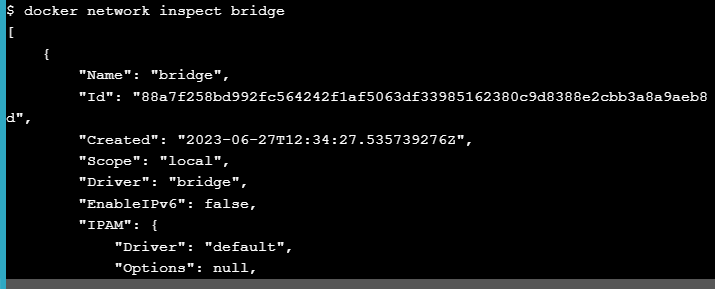 $ docker network inspect bridge
[
    {
        "Name": "bridge",
        "Id": "88a7f258bd992fc564242f1af5063df33985162380c9d8388e2cbb3a8a9aeb8
d",
        "Created": "2023-06-27T12:34:27.535739276Z",
        "Scope": "local",
        "Driver": "bridge",
        "EnableIPv6": false,
        "IPAM": {
            "Driver": "default",
            "Options": null,